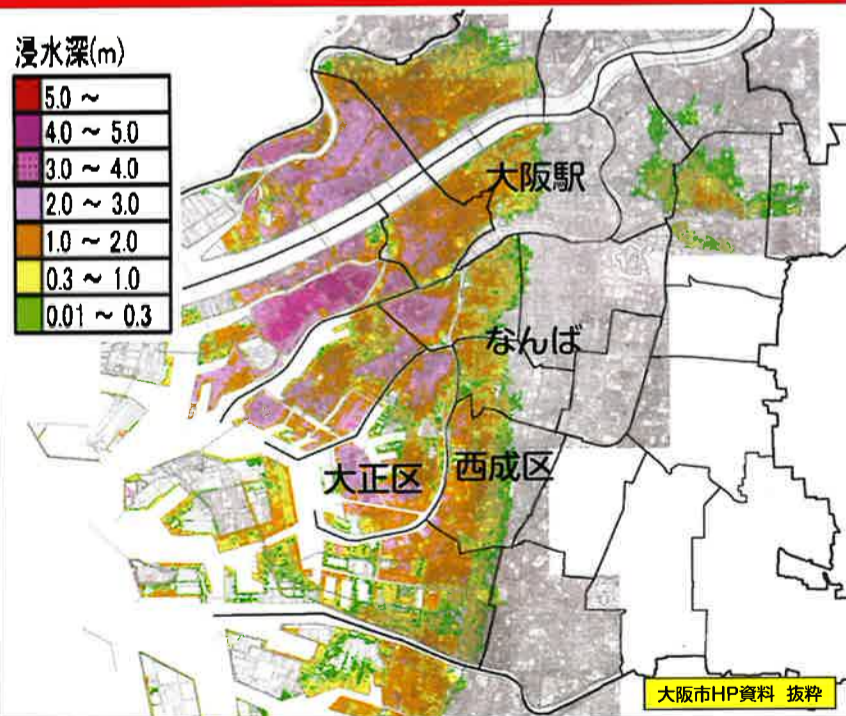 浸水深(m)
5.0 ~
4.0 ~ 5.0
3.0 ~ 4.0
2.0 ~ 3.0
1.0 ~ 2.0
0.3 ~ 1.0
0.01 ~ 0.3
大阪駅
なんば
大正区
西成区
大阪市HP資料 抜粋